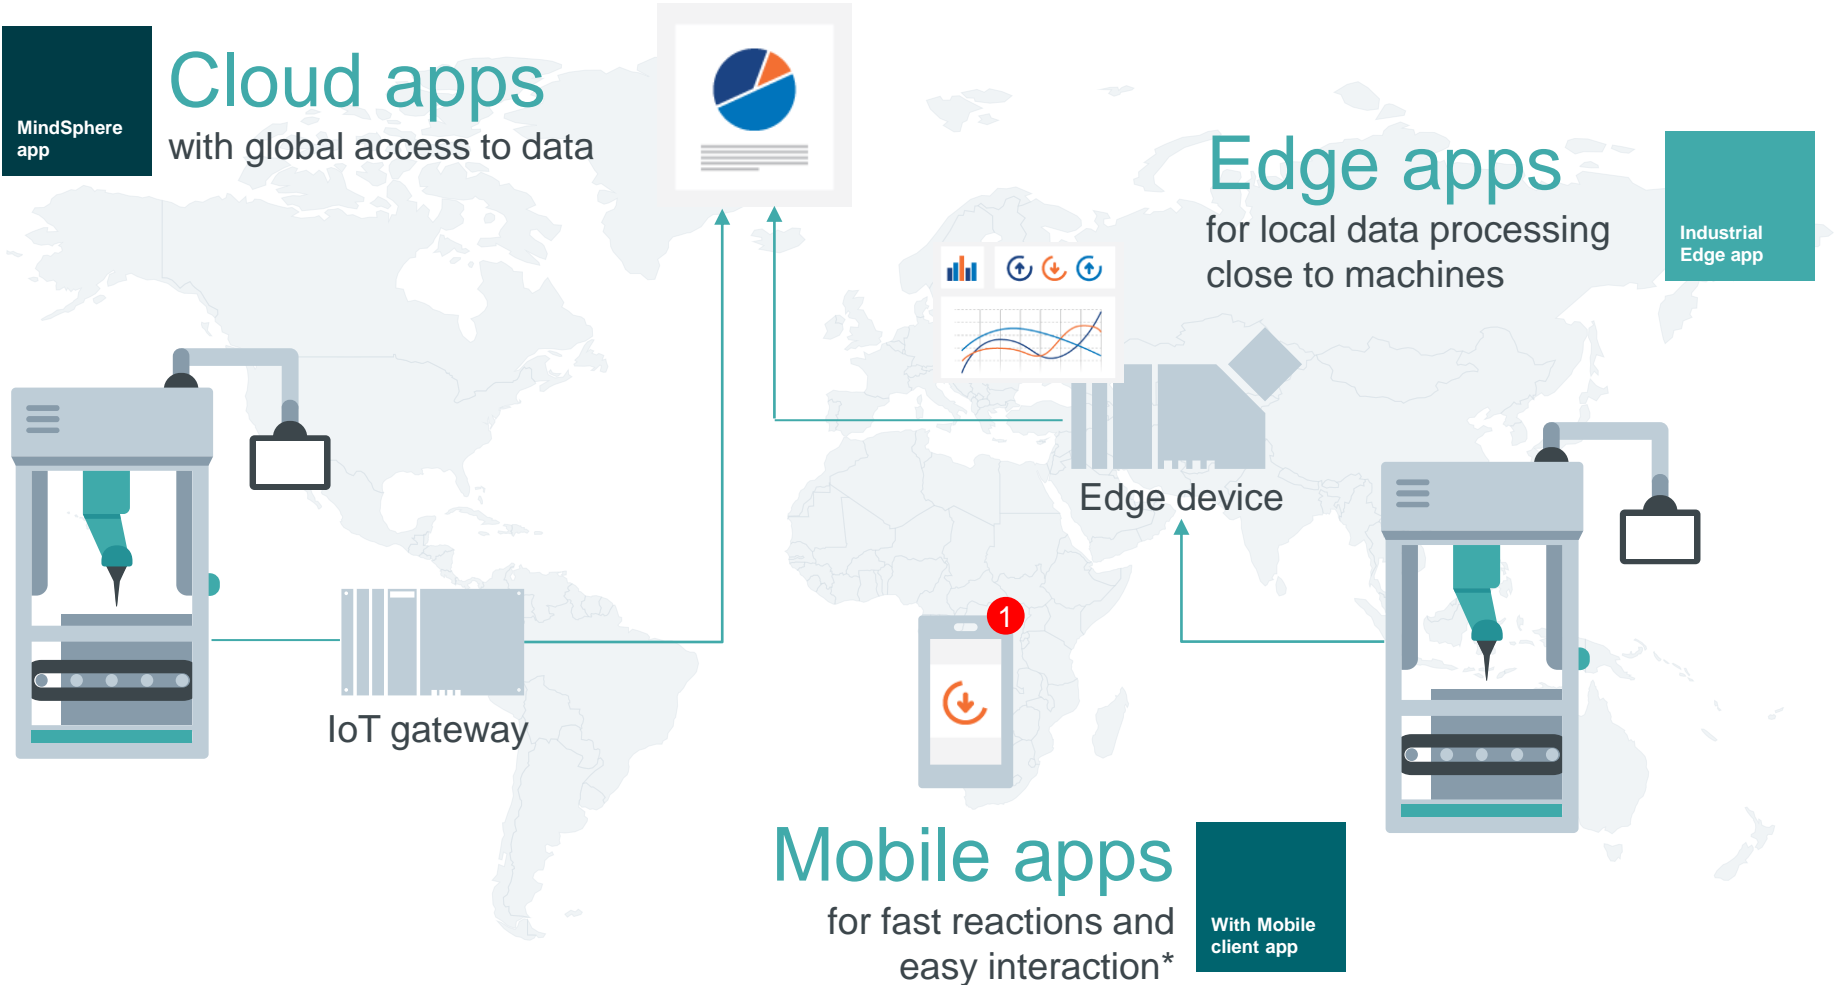 MindSphere
app
Cloud apps
with global access to data
Edge apps
for local data processing
close to machines
Industrial
Edge app
Edge device
1
IoT gateway
Mobile apps
for fast reactions and
easy interaction*
With Mobile
client app